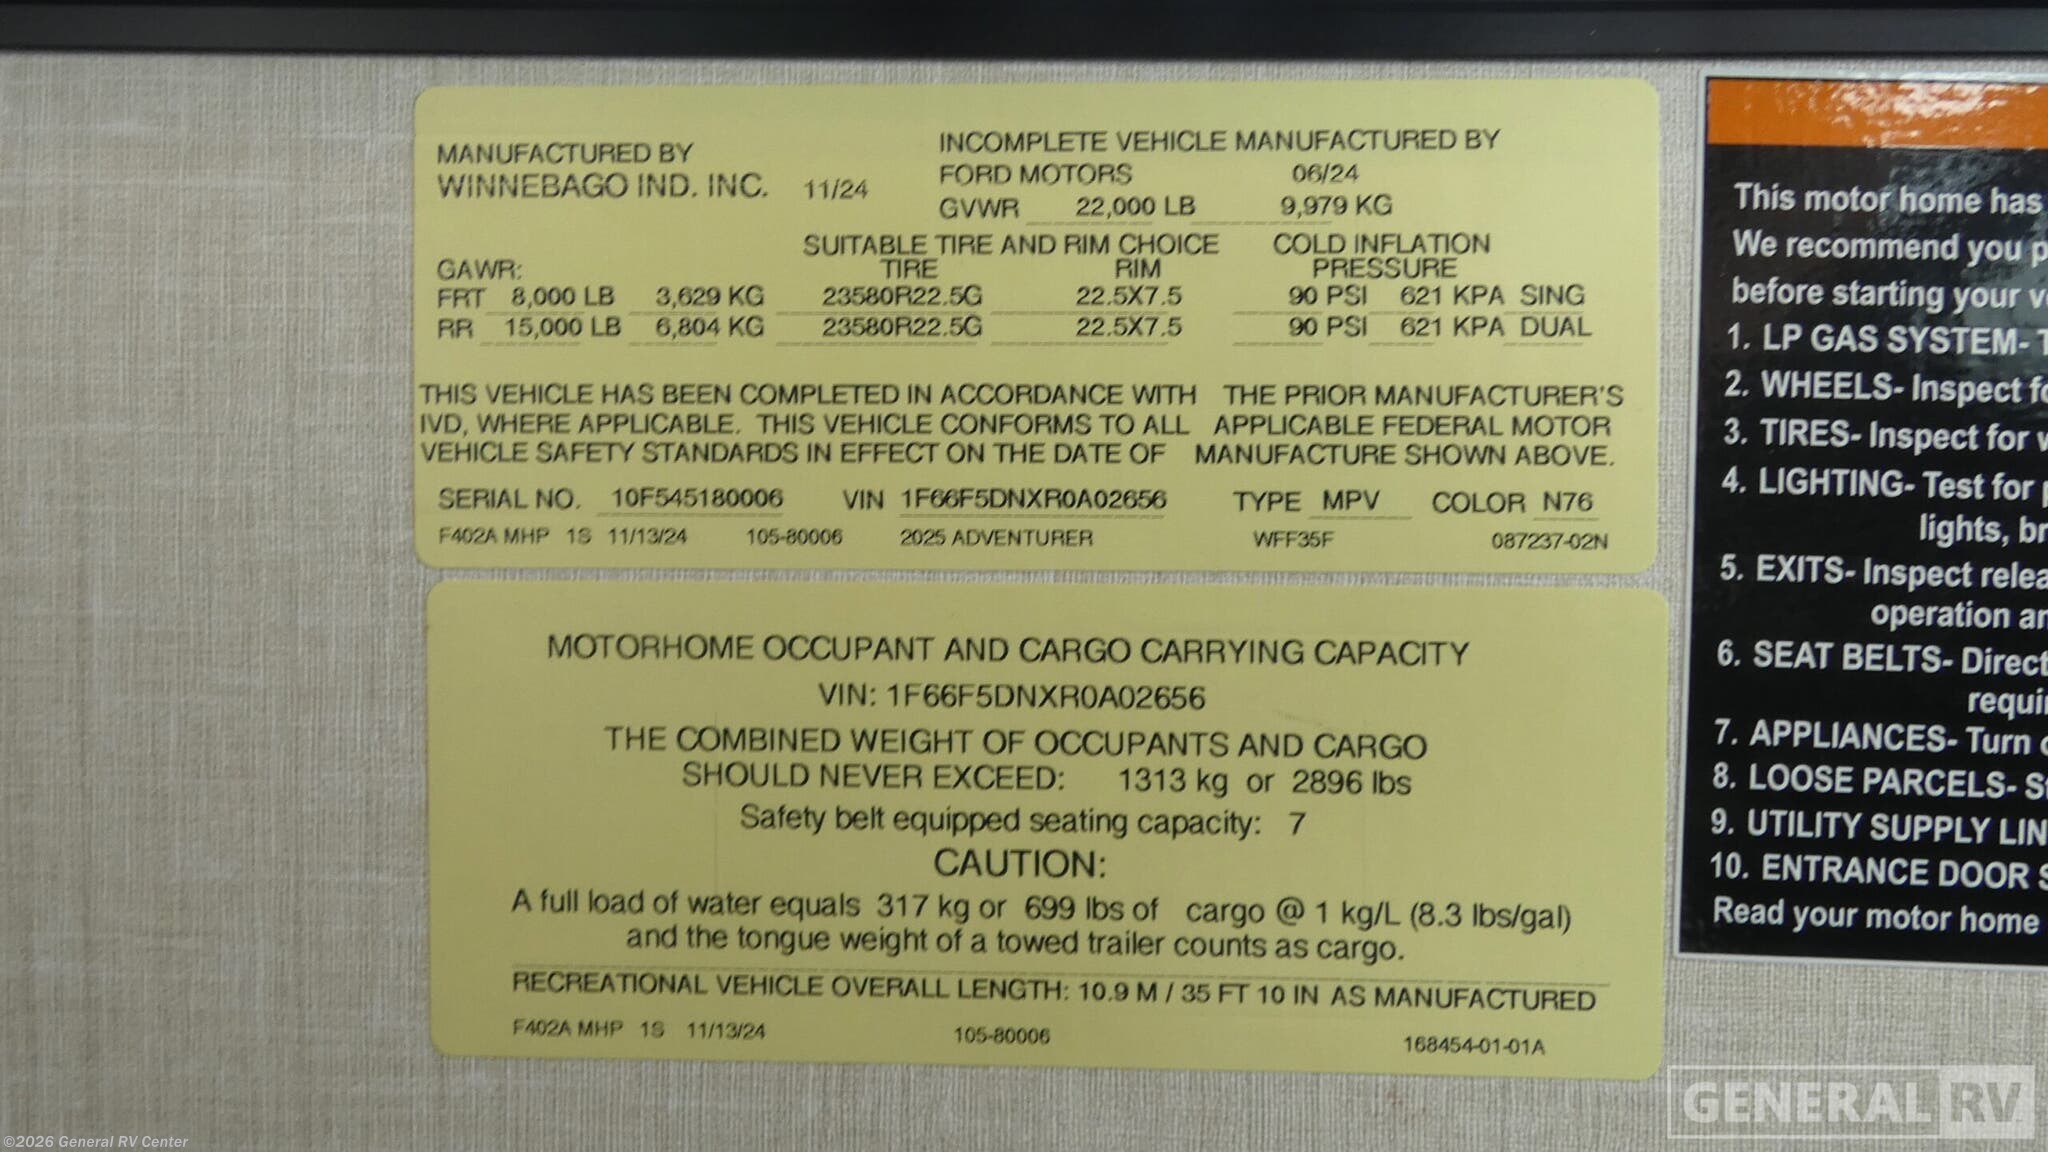 MANUFACTURED BY
WINNEBAGO IND. INC. 11/24
INCOMPLETE VEHICLE MANUFACTURED BY
FORD MOTORS 06/24
GVWR 22,000 LB 9,979 KG
SUITABLE TIRE AND RIM CHOICE COLD INFLATION
GAWR: TIRE RIM PRESSURE
FRT 8,000 LB 3,629 KG 23580R22.5G 22.5X7.5 90 PSI 621 KPA SING
RR 15,000 LB 6,804 KG 23580R22.5G 22.5X7.5 90 PSI 621 KPA DUAL
THIS VEHICLE HAS BEEN COMPLETED IN ACCORDANCE WITH THE PRIOR MANUFACTURER'S
IVD, WHERE APPLICABLE. THIS VEHICLE CONFORMS TO ALL APPLICABLE FEDERAL MOTOR
VEHICLE SAFETY STANDARDS IN EFFECT ON THE DATE OF MANUFACTURE SHOWN ABOVE.
SERIAL NO. 10F545180006 VIN 1F66F5DNXR0A02656 TYPE MPV COLOR N76
F402A MHP 1S 11/13/24 105-80006 2025 ADVENTURER WFF35F 087237-02N
MOTORHOME OCCUPANT AND CARGO CARRYING CAPACITY
VIN: 1F66F5DNXR0A02656
THE COMBINED WEIGHT OF OCCUPANTS AND CARGO
SHOULD NEVER EXCEED: 1313 kg or 2896 lbs
Safety belt equipped seating capacity: 7
CAUTION:
A full load of water equals 317 kg or 699 lbs of cargo @ 1 kg/L (8.3 lbs/gal)
and the tongue weight of a towed trailer counts as cargo.
RECREATIONAL VEHICLE OVERALL LENGTH: 10.9 M / 35 FT 10 IN AS MANUFACTURED
F402A MHP 1S 11/13/24 105-80006 168454-01-01A
This motor home has
We recommend you
before starting your
1. LP GAS SYSTEM-
2. WHEELS- Inspect
3. TIRES- Inspect for
4. LIGHTING- Test for
lights,
5. EXITS- Inspect
operation
6. SEAT BELTS-
7. APPLIANCES- Turn
8. LOOSE PARCELS-
9. UTILITY SUPPLY
10. ENTRANCE DOOR
Read your motor home
GENERAL RV
©2026 General RV Center